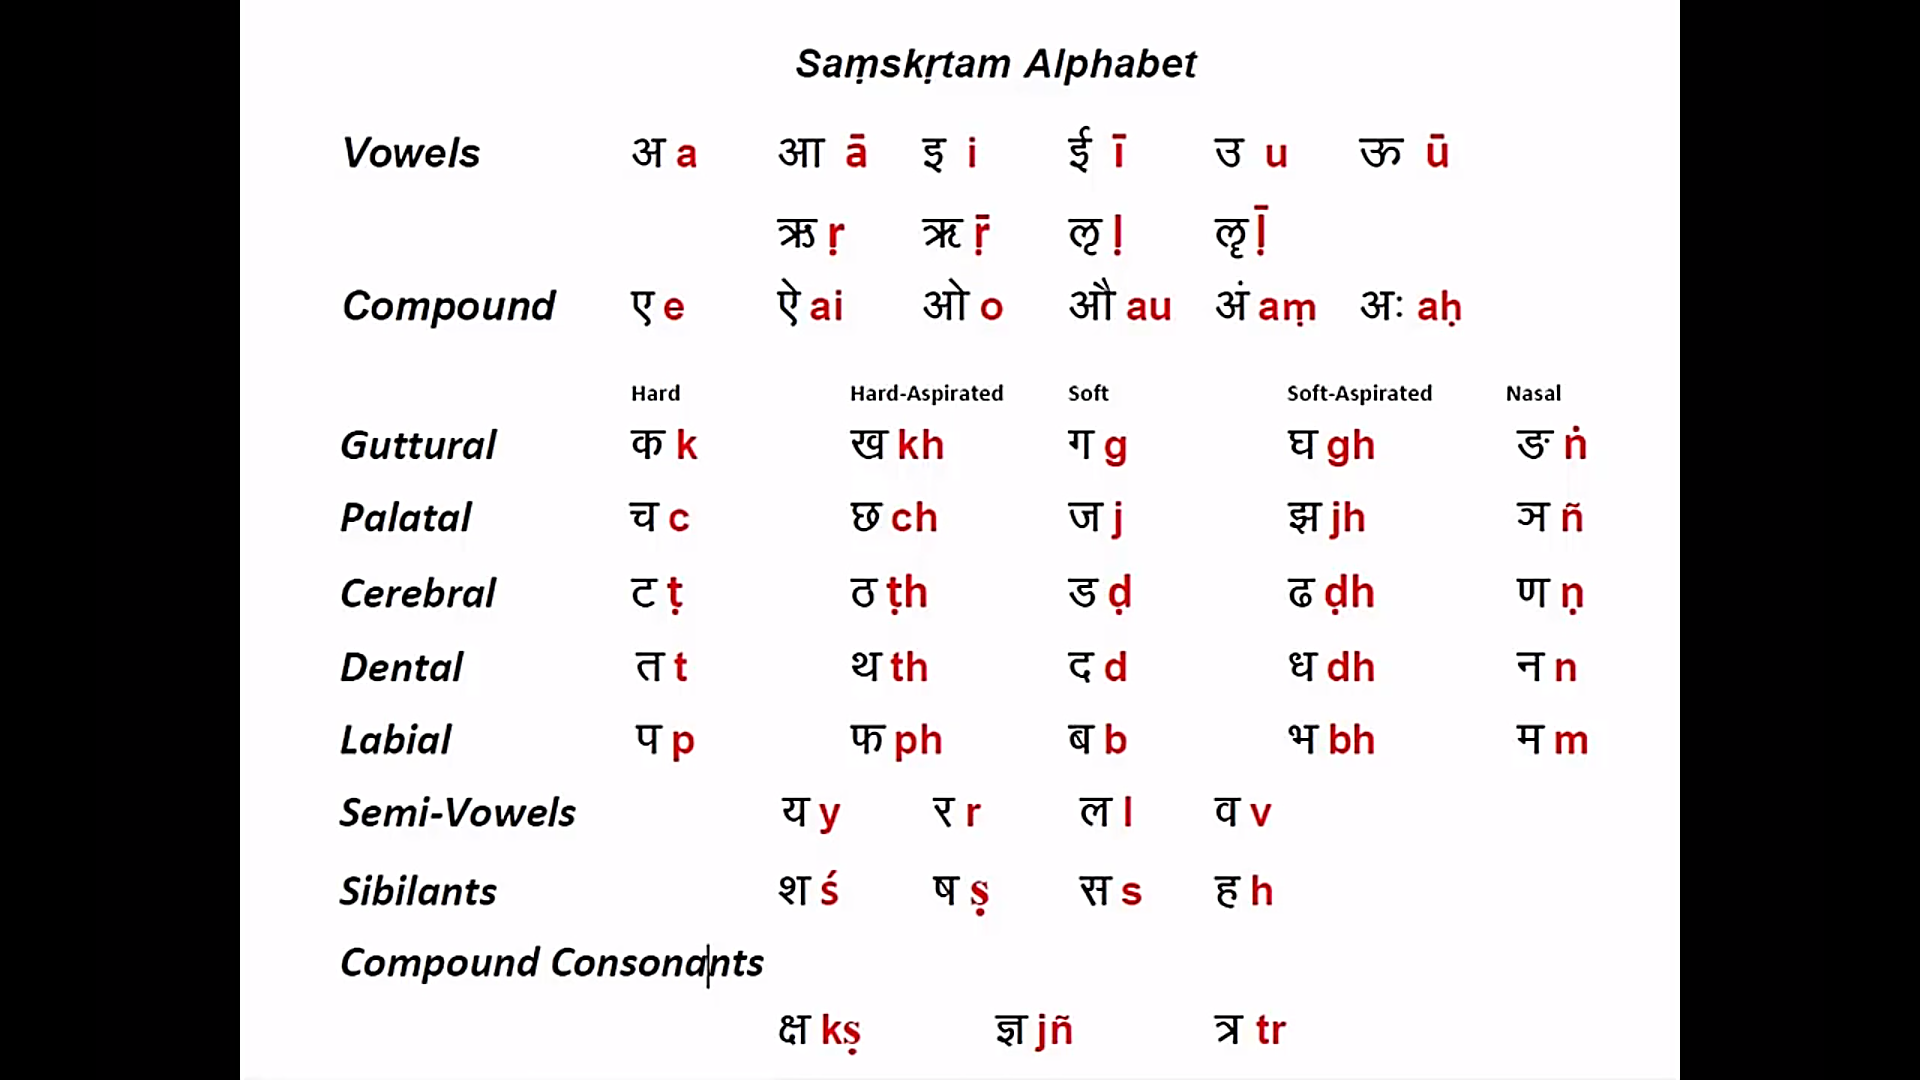 Saṃskṛtam Alphabet
Vowels अ a आ ā इ i ई ī उ u ऊ ū
ऋ ṛ ऋ ṝ ऌ ḷ ॡ ḹ
Compound ए e ऐ ai ओ o औ au अं aṃ अः aḥ
Hard Hard-Aspirated Soft Soft-Aspirated Nasal
Guttural क k ख kh ग g घ gh ङ ṅ
Palatal च c छ ch ज j झ jh ञ ñ
Cerebral ट ṭ ठ ṭh ड ḍ ढ ḍh ण ṇ
Dental त t थ th द d ध dh न n
Labial प p फ ph ब b भ bh म m
Semi-Vowels य y र r ल l व v
Sibilants श ś ष ṣ स s ह h
Compound Consonants
क्ष kṣ ज्ञ jñ त्र tr